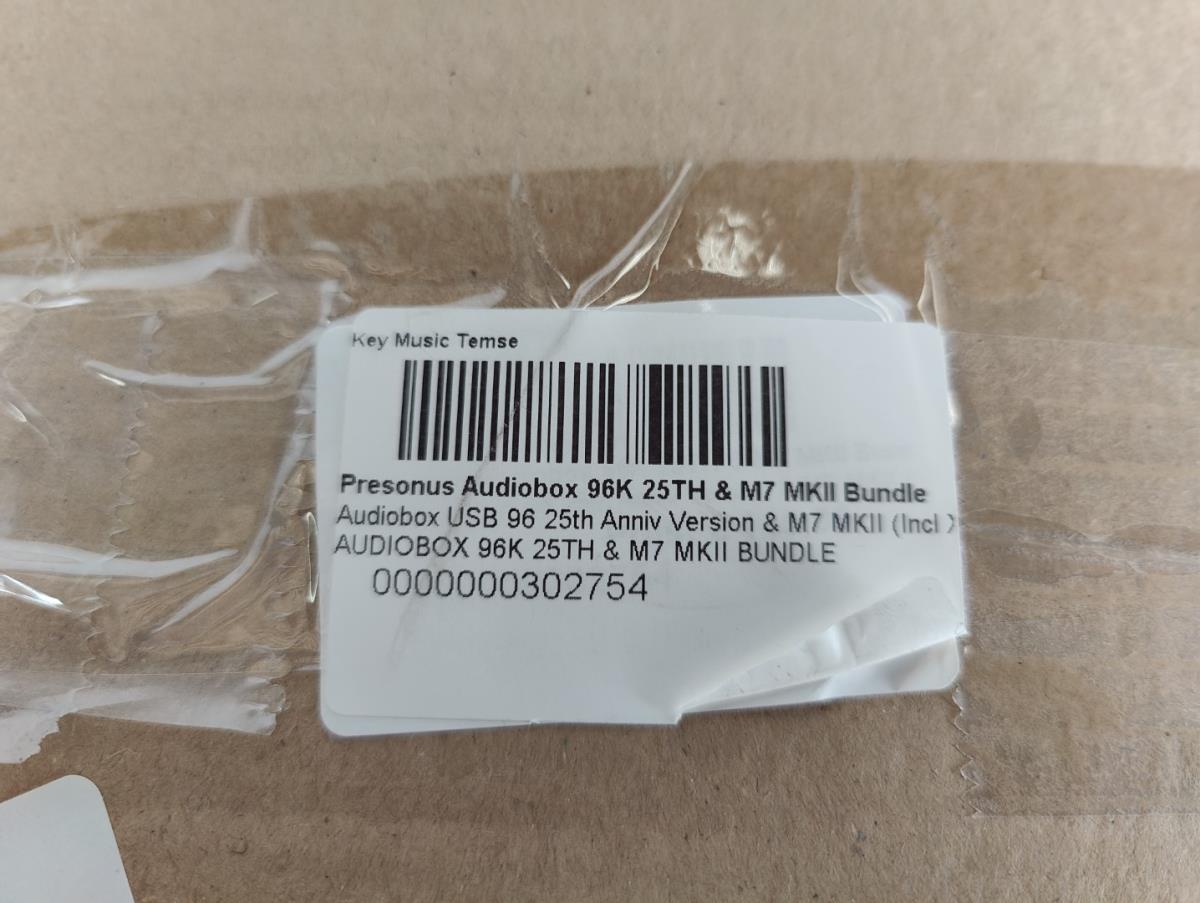 Key Music Temse
Presonus Audiobox 96K 25TH & M7 MKII Bundle
Audiobox USB 96 25th Anniv Version & M7 MKII (Incl
AUDIOBOX 96K 25TH & M7 MKII BUNDLE
0000000302754